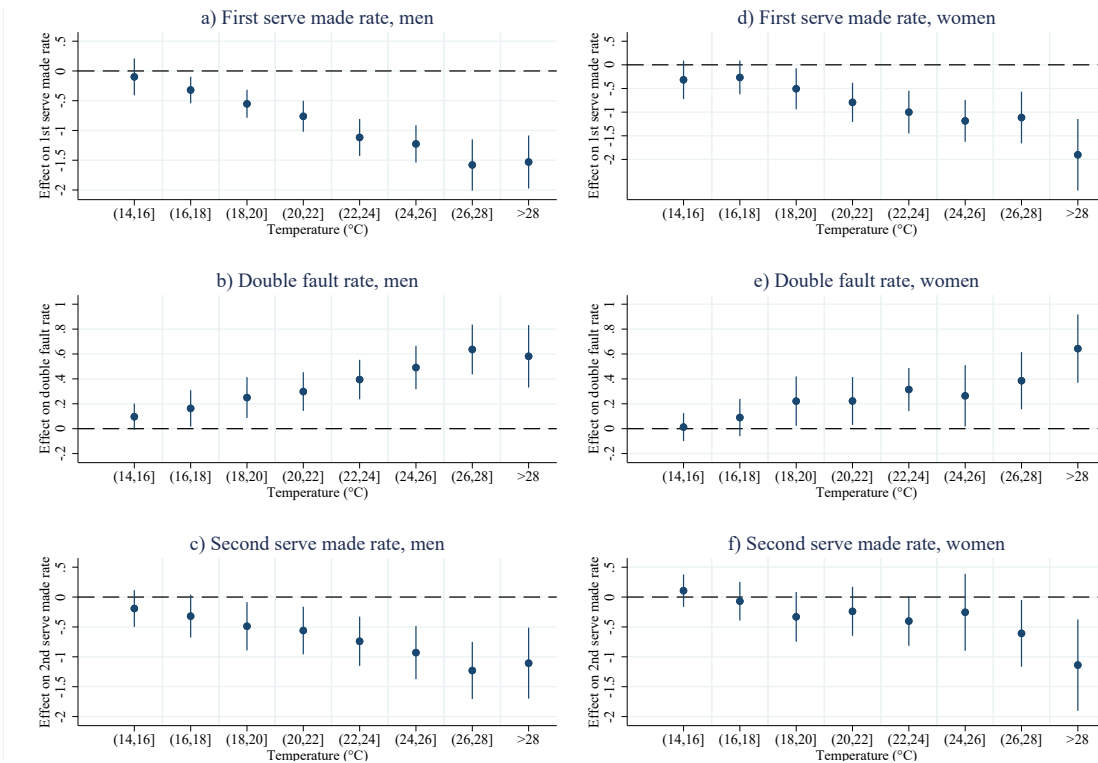 a) First serve made rate, men
Effect on 1st serve made rate
.5
0
-.5
-1
-1.5
-2
(14,16] (16,18] (18,20] (20,22] (22,24] (24,26] (26,28] >28
Temperature (°C)
d) First serve made rate, women
Effect on 1st serve made rate
.5
0
-.5
-1
-1.5
-2
(14,16] (16,18] (18,20] (20,22] (22,24] (24,26] (26,28] >28
Temperature (°C)
b) Double fault rate, men
Effect on double fault rate
1
.8
.6
.4
.2
0
-.2
(14,16] (16,18] (18,20] (20,22] (22,24] (24,26] (26,28] >28
Temperature (°C)
e) Double fault rate, women
Effect on double fault rate
1
.8
.6
.4
.2
0
-.2
(14,16] (16,18] (18,20] (20,22] (22,24] (24,26] (26,28] >28
Temperature (°C)
c) Second serve made rate, men
Effect on 2nd serve made rate
.5
0
-.5
-1
-1.5
-2
(14,16] (16,18] (18,20] (20,22] (22,24] (24,26] (26,28] >28
Temperature (°C)
f) Second serve made rate, women
Effect on 2nd serve made rate
.5
0
-.5
-1
-1.5
-2
(14,16] (16,18] (18,20] (20,22] (22,24] (24,26] (26,28] >28
Temperature (°C)